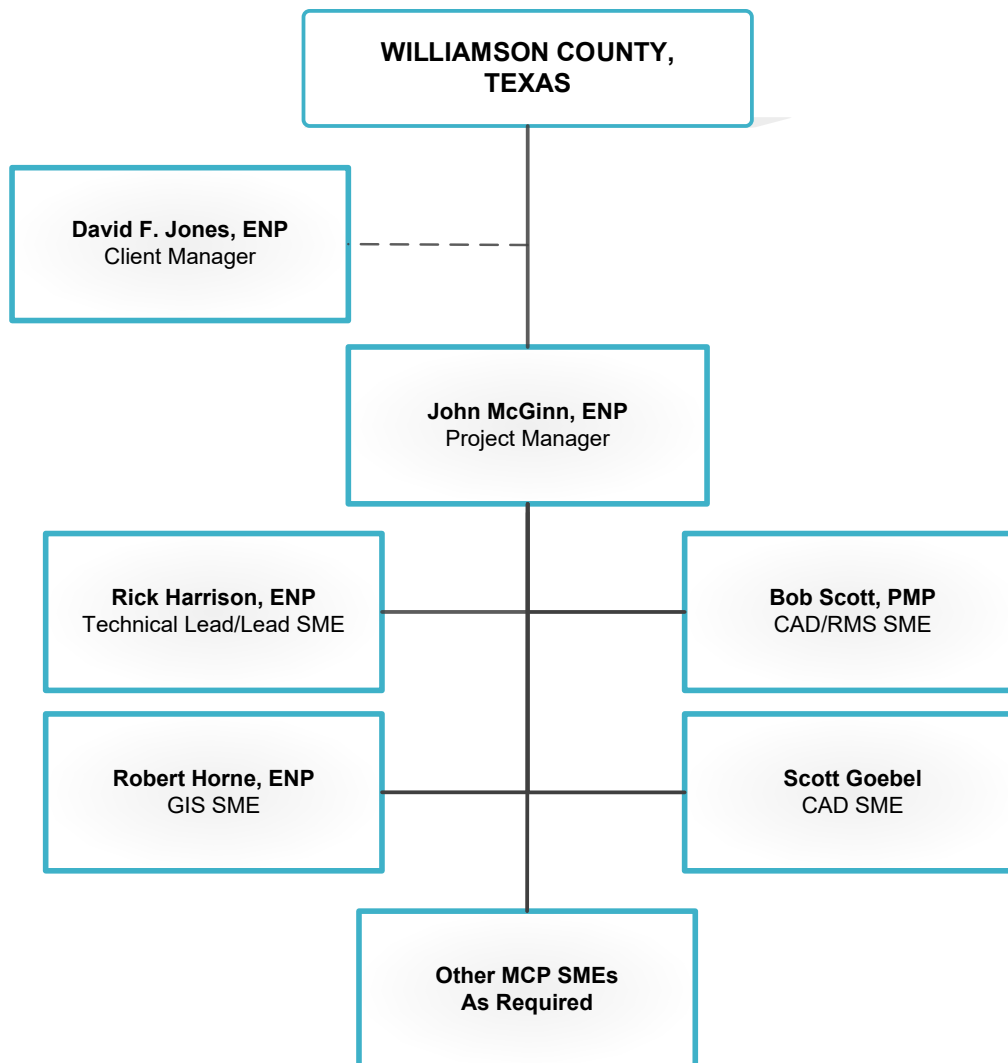 WILLIAMSON COUNTY,
TEXAS
David F. Jones, ENP
Client Manager
John McGinn, ENP
Project Manager
Rick Harrison, ENP
Technical Lead/Lead SME
Bob Scott, PMP
CAD/RMS SME
Robert Horne, ENP
GIS SME
Scott Goebel
CAD SME
Other MCP SMEs
As Required